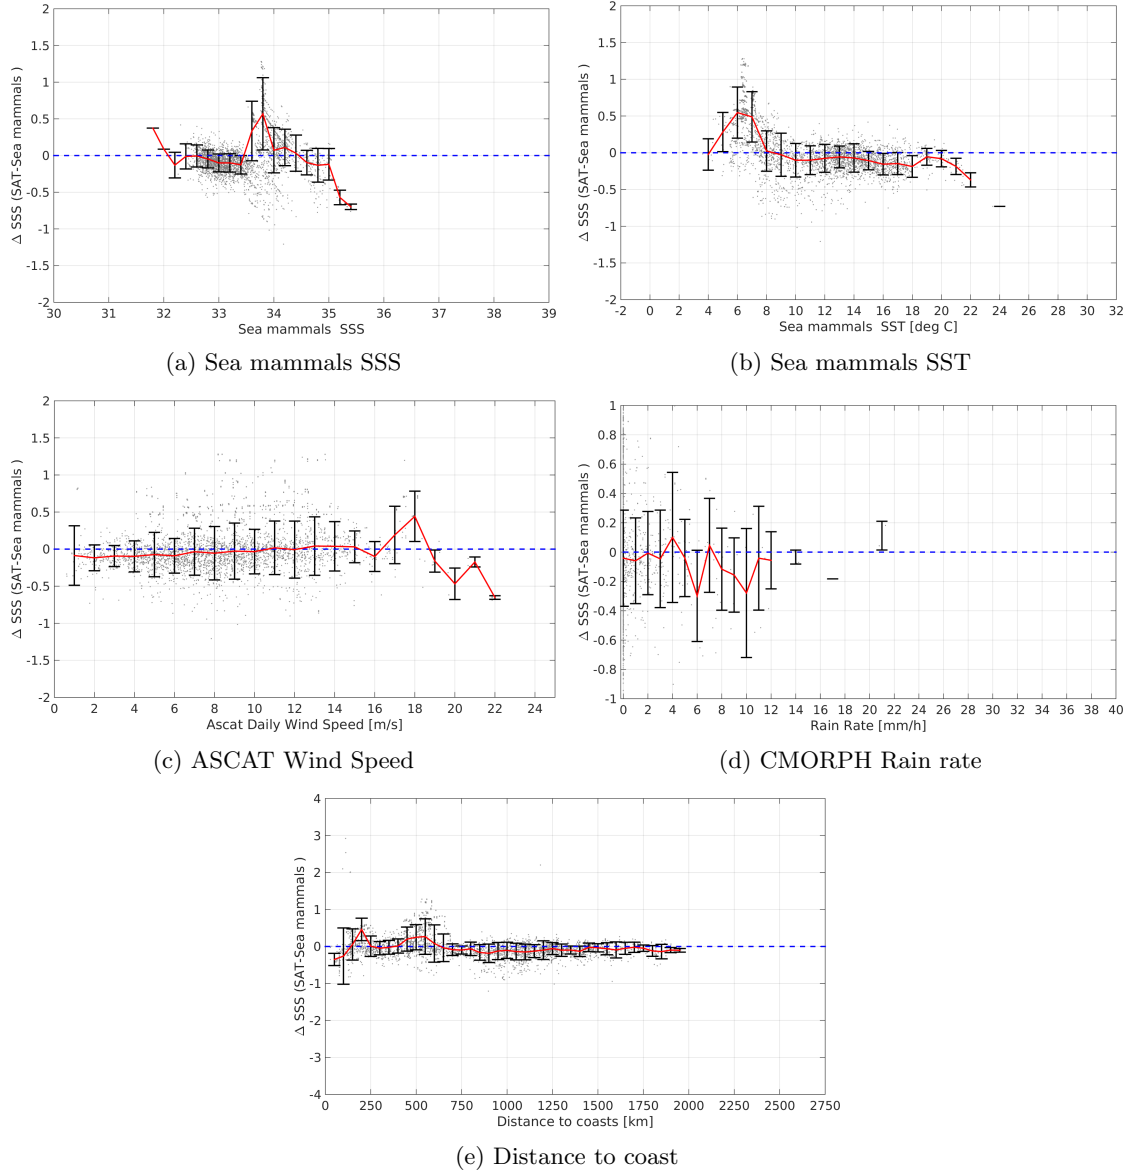 2
1.5
1
0.5
0
-0.5
-1
-1.5
-2
Δ SSS (SAT-Sea mammals )
30 31 32 33 34 35 36 37 38 39
Sea mammals SSS
(a) Sea mammals SSS
2
1.5
1
0.5
0
-0.5
-1
-1.5
-2
Δ SSS (SAT-Sea mammals )
-2 0 2 4 6 8 10 12 14 16 18 20 22 24 26 28 30 32
Sea mammals SST [deg C]
(b) Sea mammals SST
2
1.5
1
0.5
0
-0.5
-1
-1.5
-2
Δ SSS (SAT-Sea mammals )
0 2 4 6 8 10 12 14 16 18 20 22 24
Ascat Daily Wind Speed [m/s]
(c) ASCAT Wind Speed
1
0.8
0.6
0.4
0.2
0
-0.2
-0.4
-0.6
-0.8
-1
Δ SSS (SAT-Sea mammals )
0 2 4 6 8 10 12 14 16 18 20 22 24 26 28 30 32 34 36 38 40
Rain Rate [mm/h]
(d) CMORPH Rain rate
4
3
2
1
0
-1
-2
-3
-4
Δ SSS (SAT-Sea mammals )
0 250 500 750 1000 1250 1500 1750 2000 2250 2500 2750
Distance to coasts [km]
(e) Distance to coast